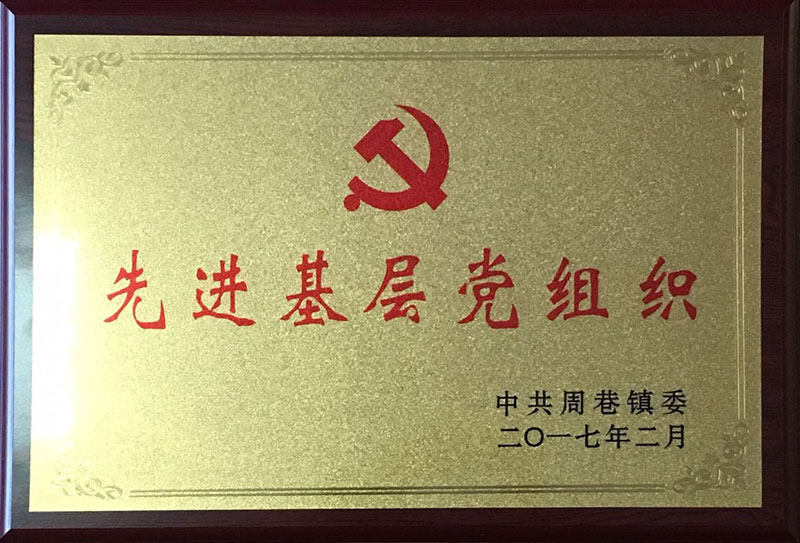 先进基层党组织
中共周巷镇委
二〇一七年二月